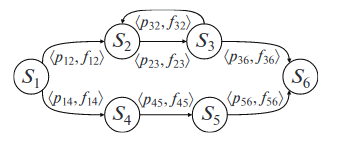 ⟨p32, f32⟩
S2 S3
⟨p12, f12⟩ ⟨p23, f23⟩ ⟨p36, f36⟩
S1 S6
⟨p14, f14⟩ ⟨p45, f45⟩ ⟨p56, f56⟩
S4 S5